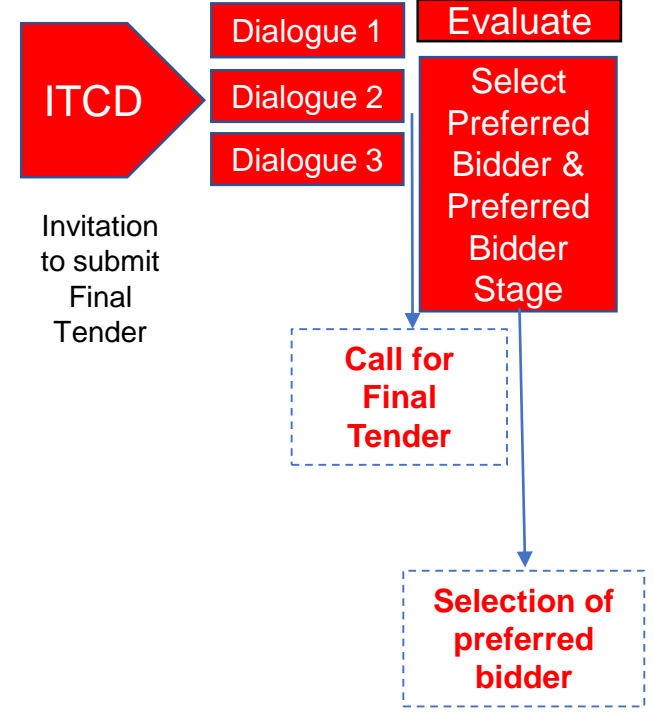 ITCD
Invitation
to submit
Final
Tender
Dialogue 1
Dialogue 2
Dialogue 3
Evaluate
Select
Preferred
Bidder &
Preferred
Bidder
Stage
Call for
Final
Tender
Selection of
preferred
bidder